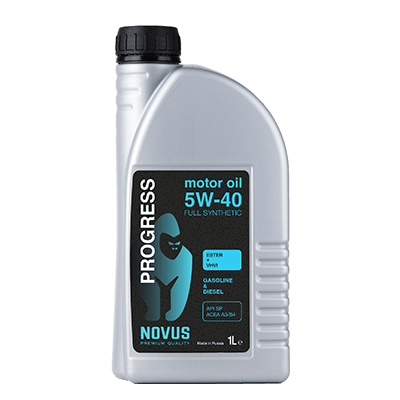 PROGRESS
motor oil
5W-40
FULL SYNTHETIC
ESTER
+
VHVI
GASOLINE
&
DIESEL
API SP
ACEA A3/B4
NOVUS
PREMIUM QUALITY
Made in Russia
1L